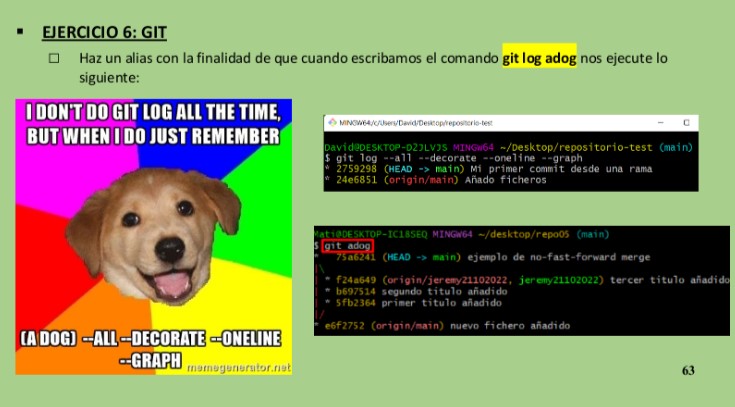 EJERCICIO 6: GIT
Haz un alias con la finalidad de que cuando escribamos el comando git log adog nos ejecute lo
siguiente:
I DON'T DO GIT LOG ALL THE TIME,
BUT WHEN I DO JUST REMEMBER
(A DOG) --ALL --DECORATE --ONELINE
--GRAPH
memegenerator.net
MINGW64:/c/Users/David/Desktop/repositorio-test
David@DESKTOP-D2JLVJS MINGW64 ~/Desktop/repositorio-test (main)
$ git log --all --decorate --oneline --graph
* 2759298 (HEAD -> main) Mi primer commit desde una rama
* 24e6851 (origin/main) Añado ficheros
Mati@DESKTOP-IC18SEQ MINGW64 ~/desktop/repo05 (main)
$ git adog
* 75a6241 (HEAD -> main) ejemplo de no-fast-forward merge
|\
| * f24a649 (origin/jeremy21102022, jeremy21102022) tercer titulo añadido
| * b697514 segundo titulo añadido
| * 5fb2364 primer titulo añadido
|/
* e6f2752 (origin/main) nuevo fichero añadido
63